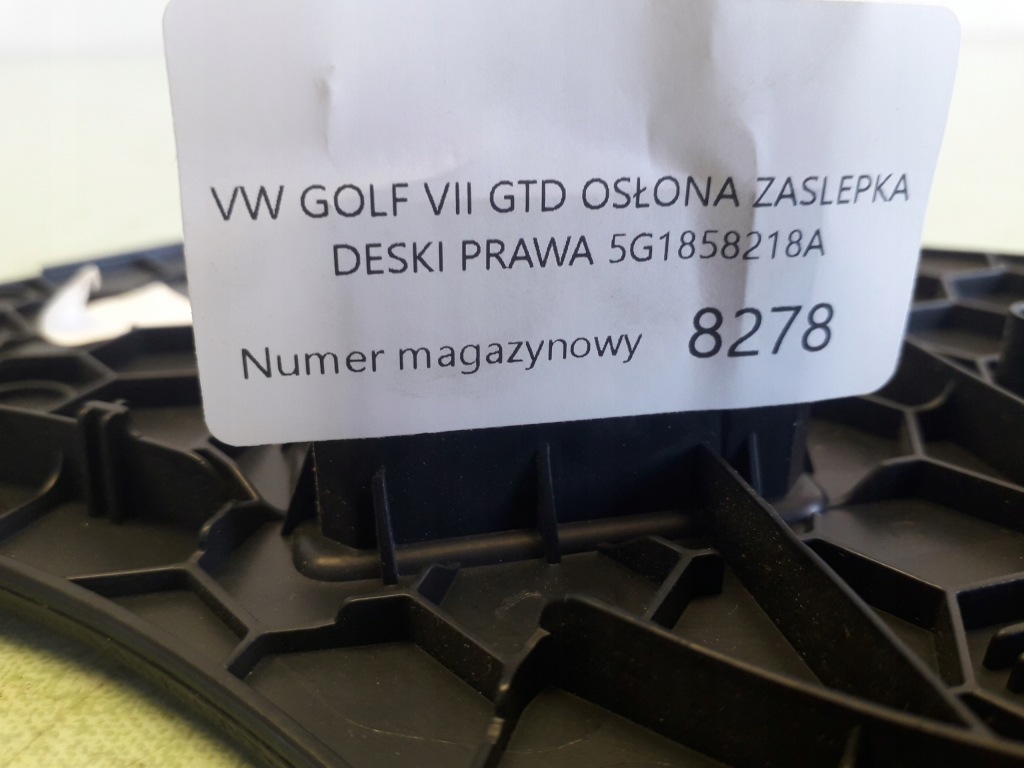 VW GOLF VII GTD OSŁONA ZASLEPKA
DESKI PRAWA 5G1858218A
Numer magazynowy 8278